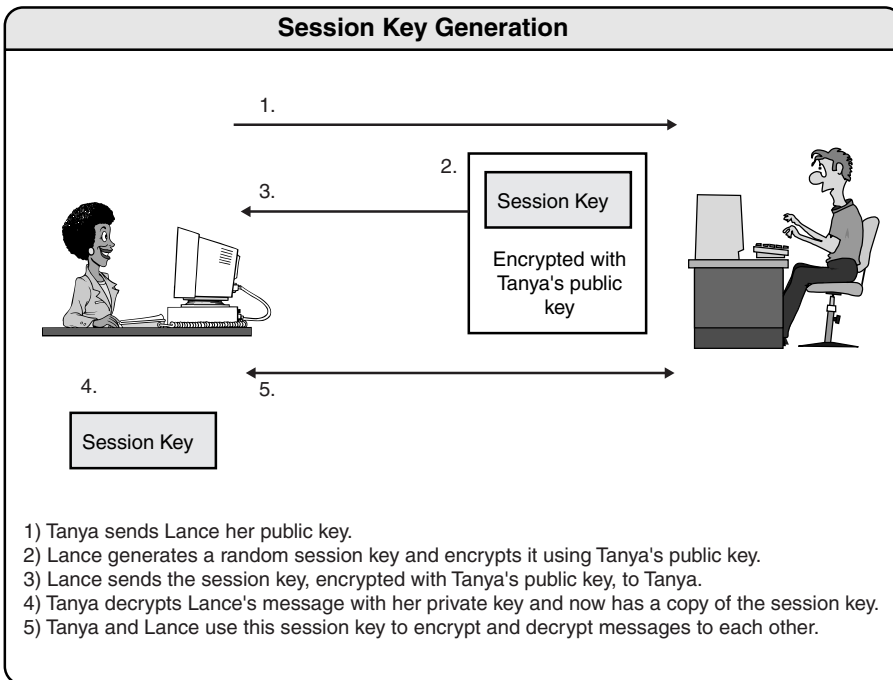 Session Key Generation
1.
2.
3.
Session Key
Encrypted with
Tanya's public
key
4.
5.
Session Key
1) Tanya sends Lance her public key.
2) Lance generates a random session key and encrypts it using Tanya's public key.
3) Lance sends the session key, encrypted with Tanya's public key, to Tanya.
4) Tanya decrypts Lance's message with her private key and now has a copy of the session key.
5) Tanya and Lance use this session key to encrypt and decrypt messages to each other.